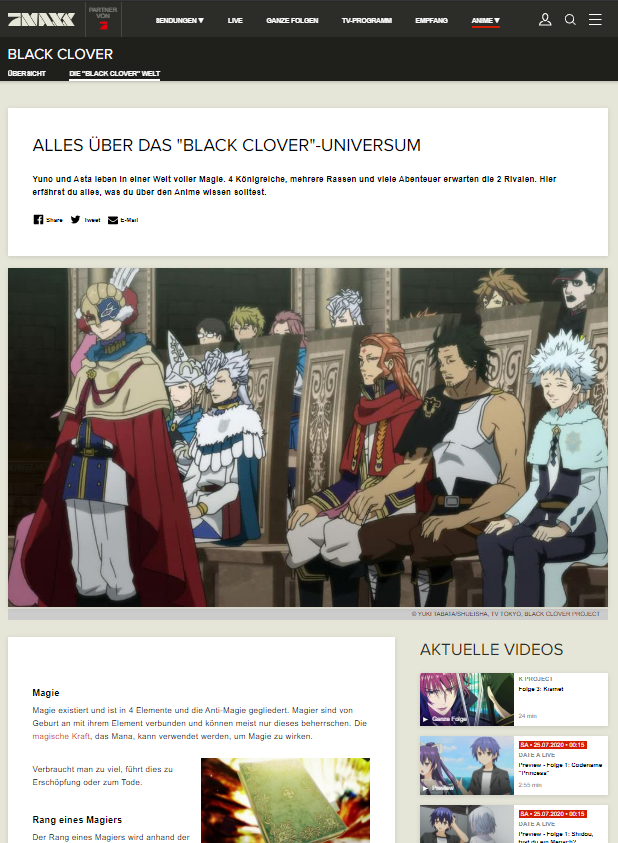 7MAXX
PARTNER
VON
SENDUNGEN ▼ LIVE GANZE FOLGEN TV-PROGRAMM EMPFANG ANIME ▼
BLACK CLOVER
ÜBERSICHT DIE "BLACK CLOVER" WELT
ALLES ÜBER DAS "BLACK CLOVER"-UNIVERSUM
Yuno und Asta leben in einer Welt voller Magie. 4 Königreiche, mehrere Rassen und viele Abenteuer erwarten die 2 Rivalen. Hier
erfährst du alles, was du über den Anime wissen solltest.
Share Tweet E-Mail
© YUKI TABATA/SHUEISHA, TV TOKYO, BLACK CLOVER PROJECT
Magie
Magie existiert und ist in 4 Elemente und die Anti-Magie gegliedert. Magier sind von
Geburt an mit ihrem Element verbunden und können meist nur dieses beherrschen. Die
magische Kraft, das Mana, kann verwendet werden, um Magie zu wirken.
Verbraucht man zu viel, führt dies zu
Erschöpfung oder zum Tode.
Rang eines Magiers
Der Rang eines Magiers wird anhand der
AKTUELLE VIDEOS
K PROJECT
Folge 3: Kismet
24 min
Ganze Folge
SA • 25.07.2020 • 00:15
DATE A LIVE
Preview - Folge 1: Codename
"Princess"
2:55 min
Preview
SA • 25.07.2020 • 00:15
DATE A LIVE
Preview - Folge 1: Shidou,